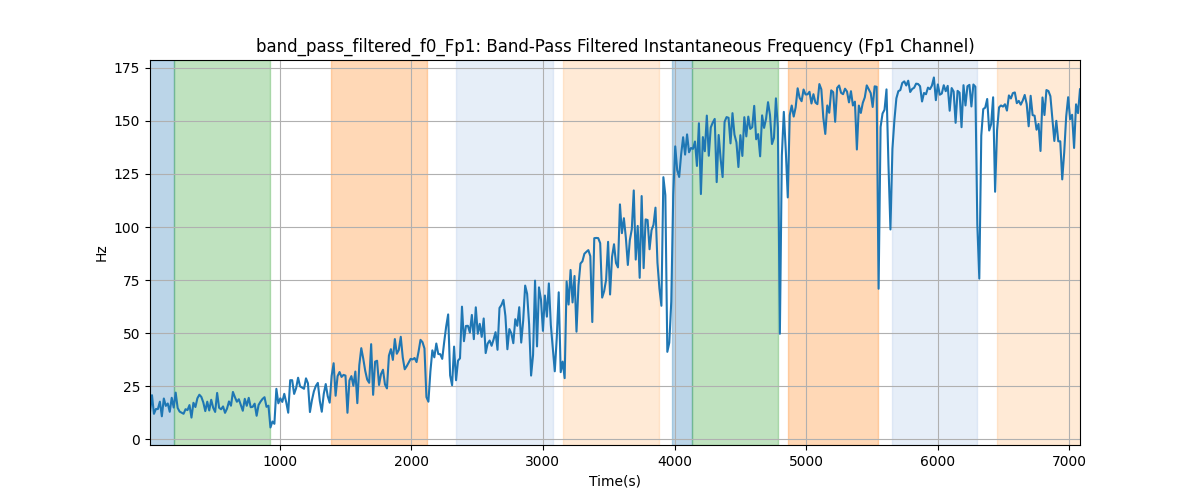 band_pass_filtered_f0_Fp1: Band-Pass Filtered Instantaneous Frequency (Fp1 Channel)
175
150
125
100
75
50
25
0
Hz
1000 2000 3000 4000 5000 6000 7000
Time(s)